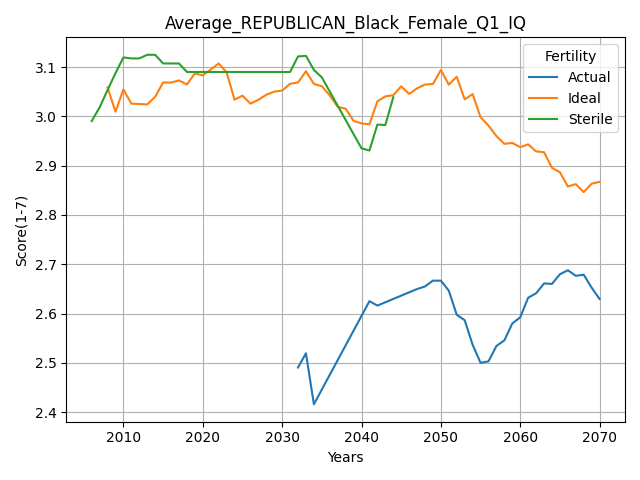 Average_REPUBLICAN_Black_Female_Q1_IQ
Fertility
Actual
Ideal
Sterile
Score(1-7)
3.1
3.0
2.9
2.8
2.7
2.6
2.5
2.4
2010 2020 2030 2040 2050 2060 2070
Years